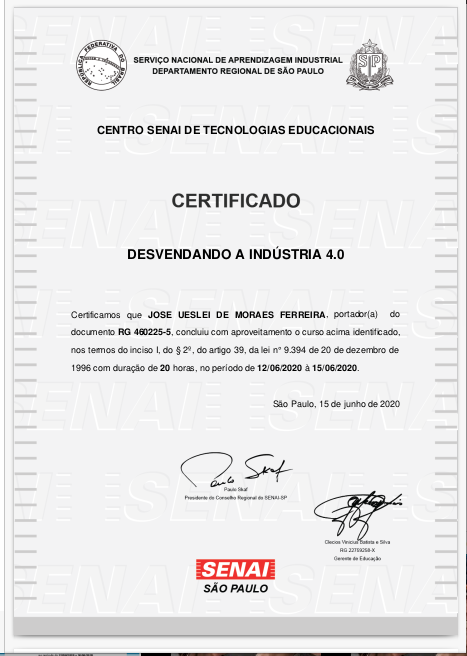 REPÚBLICA FEDERATIVA DO BRASIL
SERVIÇO NACIONAL DE APRENDIZAGEM INDUSTRIAL
DEPARTAMENTO REGIONAL DE SÃO PAULO
SP
CENTRO SENAI DE TECNOLOGIAS EDUCACIONAIS
CERTIFICADO
DESVENDANDO A INDÚSTRIA 4.0
Certificamos que JOSE UESLEI DE MORAES FERREIRA, portador(a) do
documento RG 460225-5, concluiu com aproveitamento o curso acima identificado,
nos termos do inciso I, do § 2º, do artigo 39, da lei n° 9.394 de 20 de dezembro de
1996 com duração de 20 horas, no período de 12/06/2020 à 15/06/2020.
São Paulo, 15 de junho de 2020
Paulo Skaf
Paulo Skaf
Presidente do Conselho Regional do SENAI-SP
Clecios Vinícius Batista e Silva
RG 22759258-X
Gerente de Educação
SENAI
SÃO PAULO